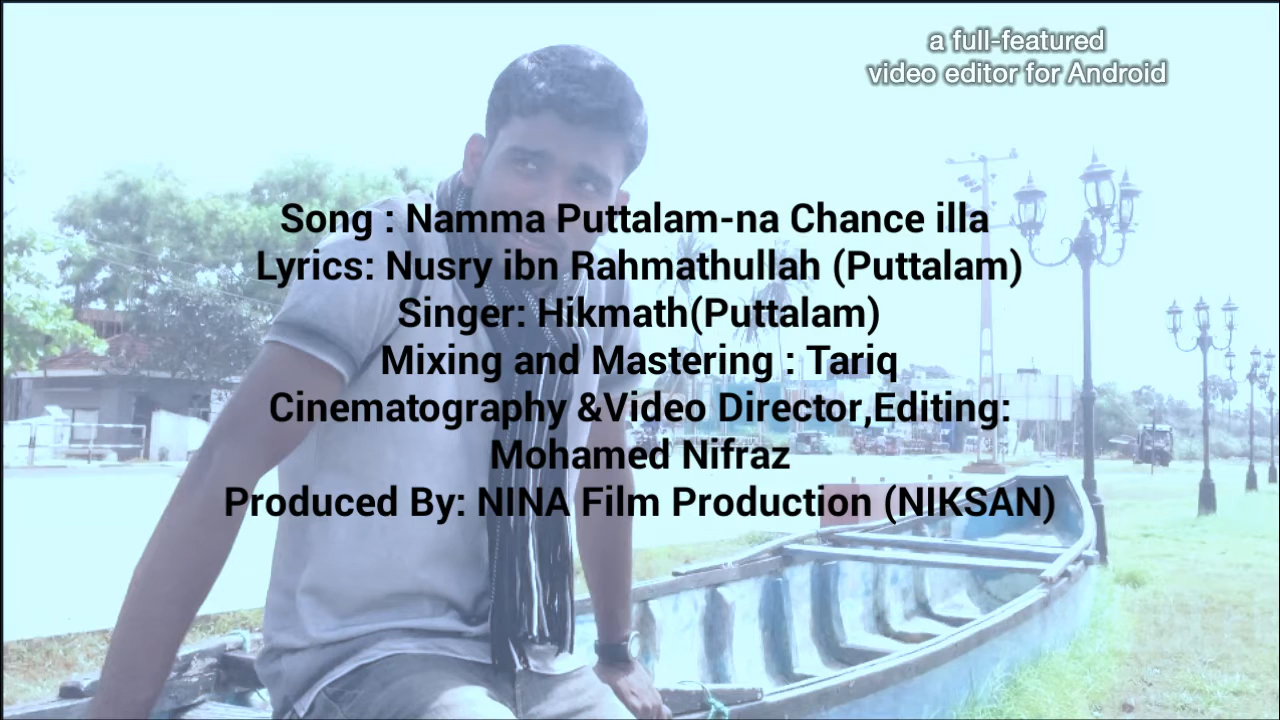 a full-featured
video editor for Android
Song : Namma Puttalam-na Chance illa
Lyrics: Nusry ibn Rahmathullah (Puttalam)
Singer: Hikmath(Puttalam)
Mixing and Mastering : Tariq
Cinematography &Video Director,Editing:
Mohamed Nifraz
Produced By: NINA Film Production (NIKSAN)